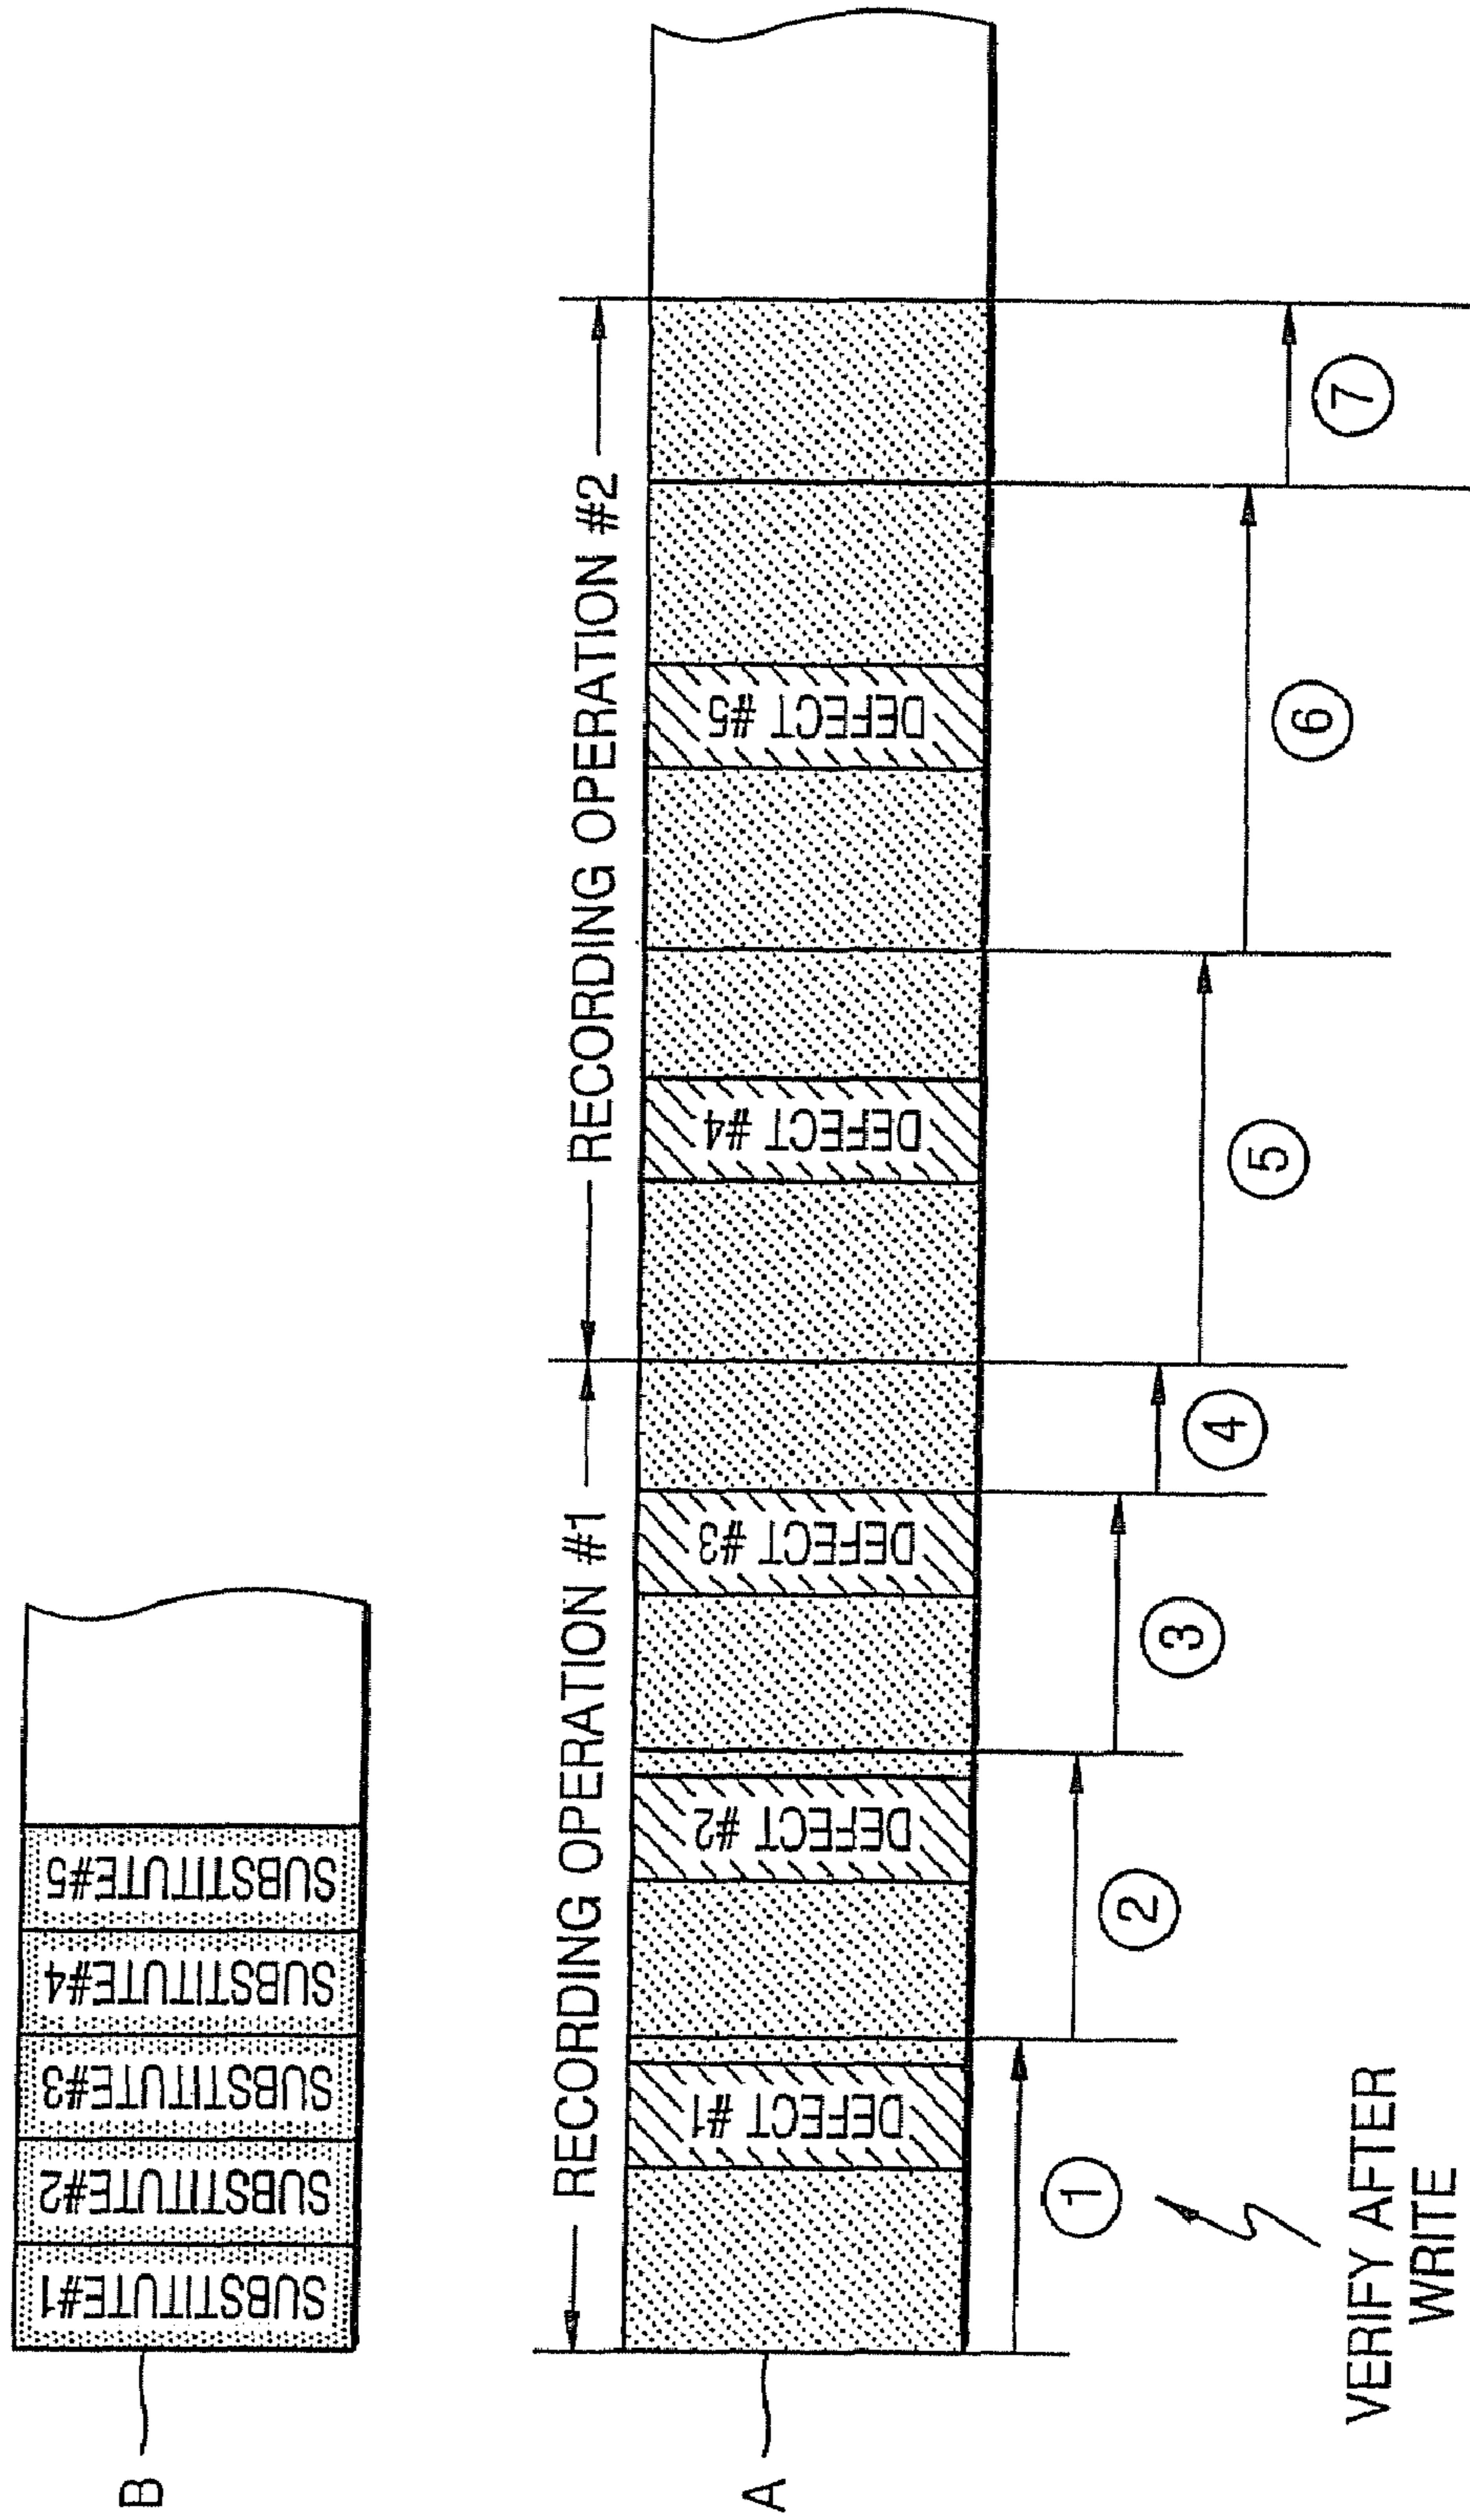 B
SUBSTITUTE#1
SUBSTITUTE#2
SUBSTITUTE#3
SUBSTITUTE#4
SUBSTITUTE#5
RECORDING OPERATION #1
RECORDING OPERATION #2
A
DEFECT #1
DEFECT #2
DEFECT #3
DEFECT #4
DEFECT #5
1
2
3
4
5
6
7
VERIFY AFTER
WRITE